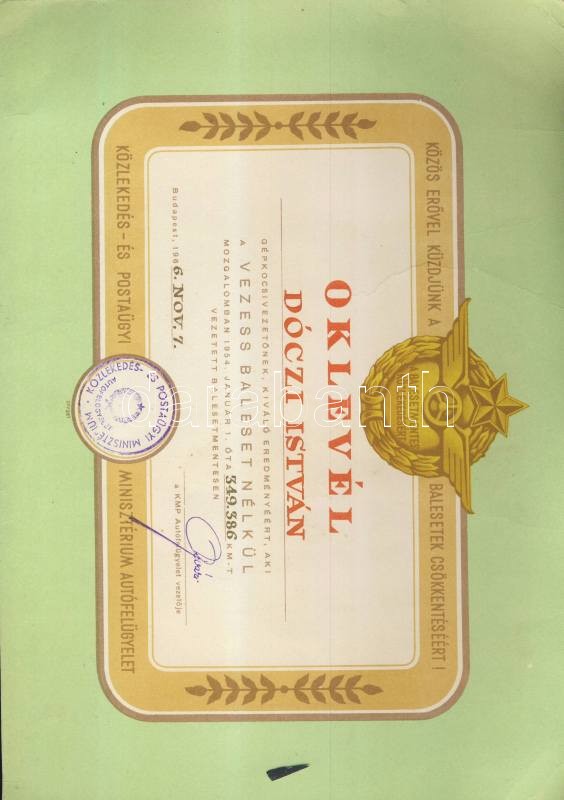 KÖZÖS ERŐVEL KÜZDJÜNK A BALESETEK CSÖKKENTÉSÉÉRT!
OKLEVÉL
DÓCZI ISTVÁN
GÉPKOCSIVEZETŐNEK, KIVÁLÓ EREDMÉNYÉÉRT, AKI
A VEZESS BALESET NÉLKÜL
MOZGALOMBAN 1954. JANUÁR 1. ÓTA 349.386 KM-T
VEZETETT BALESETMENTESEN
Budapest, 1966. NOV. 7.
a KMP Autófelügyelet vezetője
KÖZLEKEDÉS- ÉS POSTAÜGYI MINISZTÉRIUM
KÖZLEKEDÉS- ÉS POSTAÜGYI MINISZTÉRIUM AUTÓFELÜGYELET
darabanth